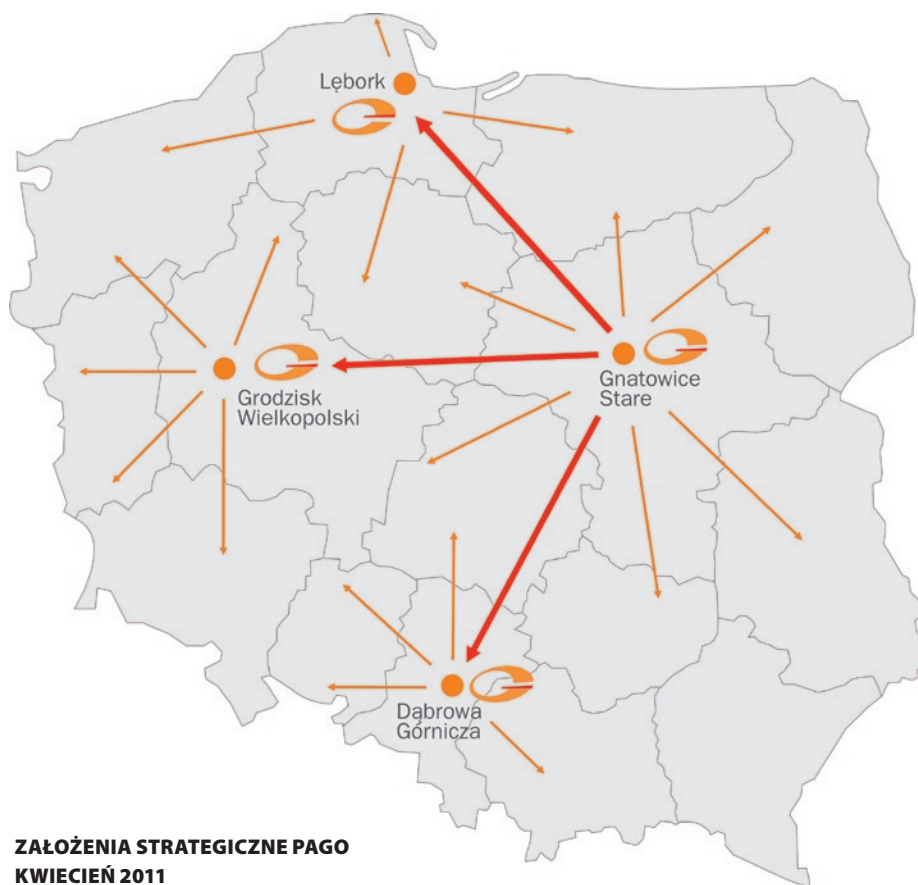 Lębork
Grodzisk
Wielkopolski
Gnatowice
Stare
Dąbrowa
Górnicza
ZAŁOŻENIA STRATEGICZNE PAGO
KWIECIEŃ 2011